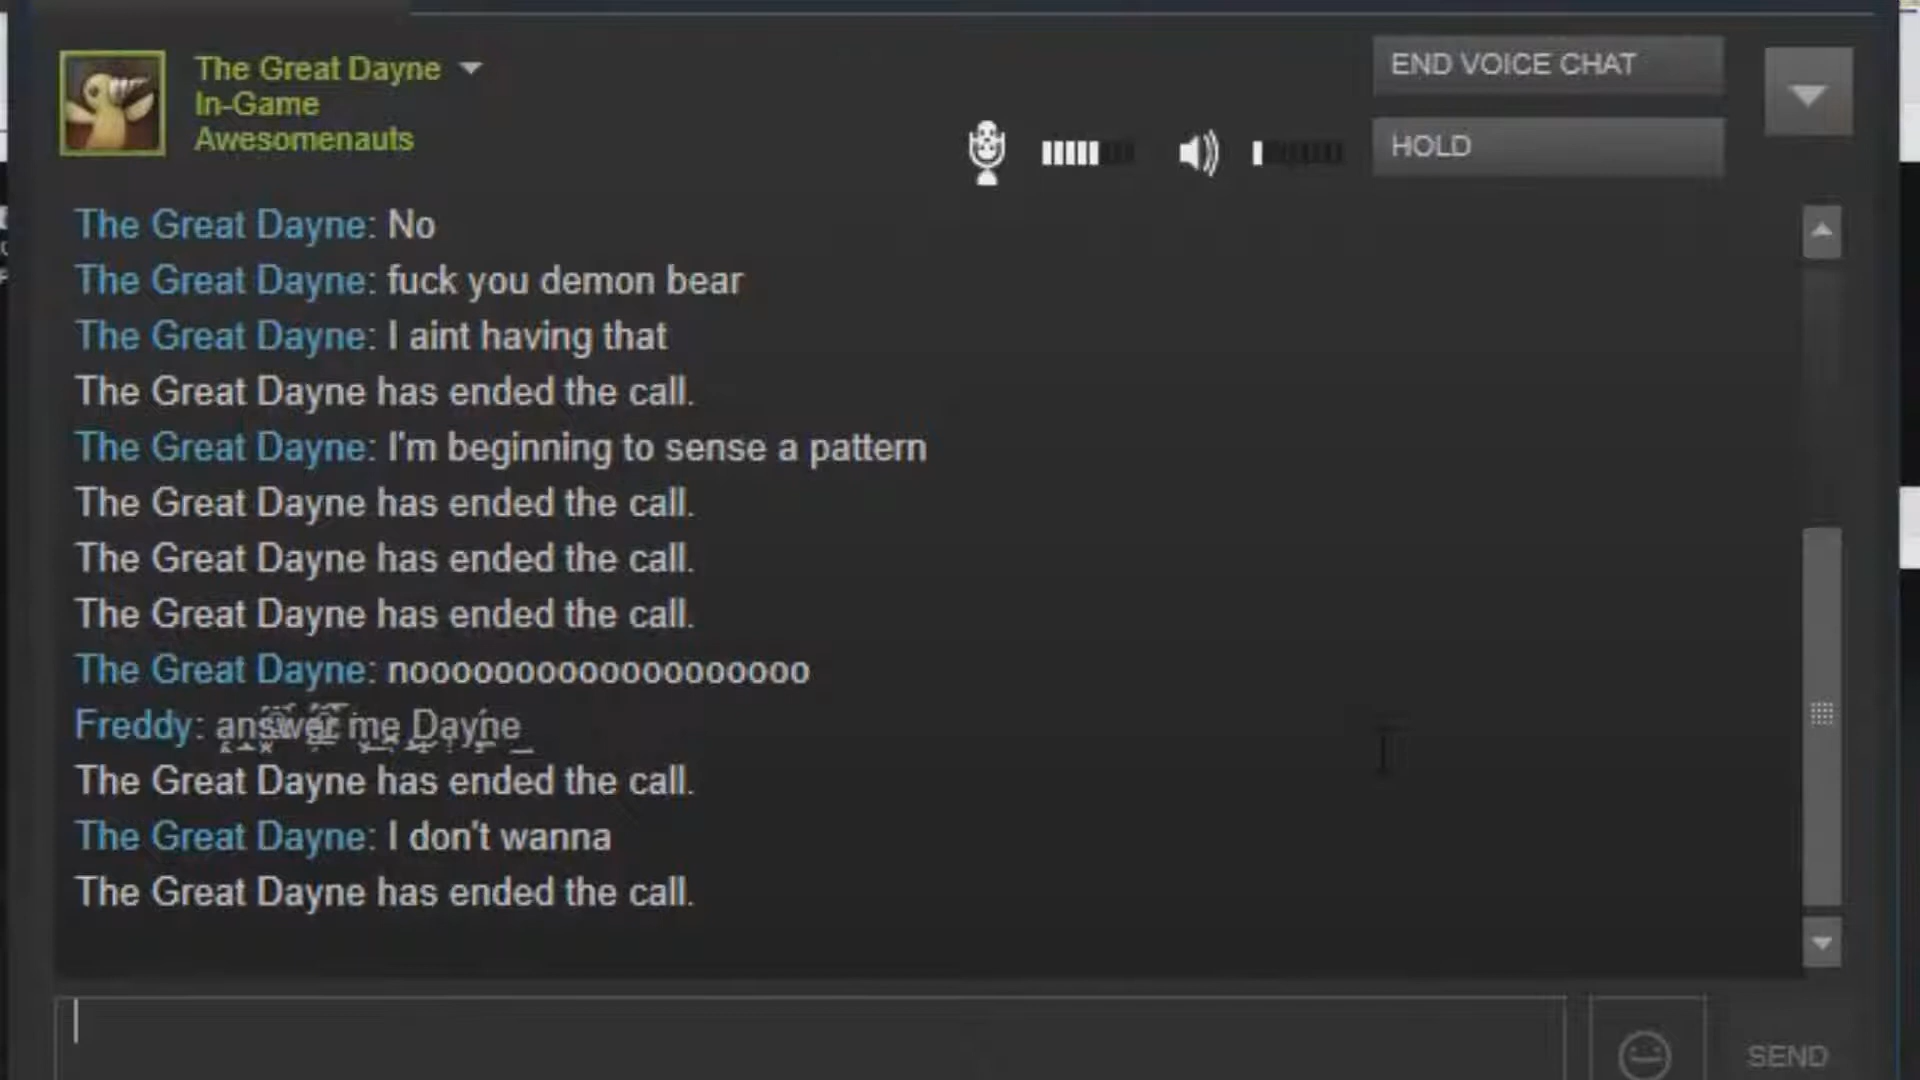 The Great Dayne
In-Game
Awesomenauts
END VOICE CHAT
HOLD
The Great Dayne: No
The Great Dayne: fuck you demon bear
The Great Dayne: I aint having that
The Great Dayne has ended the call.
The Great Dayne: I'm beginning to sense a pattern
The Great Dayne has ended the call.
The Great Dayne has ended the call.
The Great Dayne has ended the call.
The Great Dayne: noooooooooooooooooooo
Freddy: answer me Dayne
The Great Dayne has ended the call.
The Great Dayne: I don't wanna
The Great Dayne has ended the call.
SEND